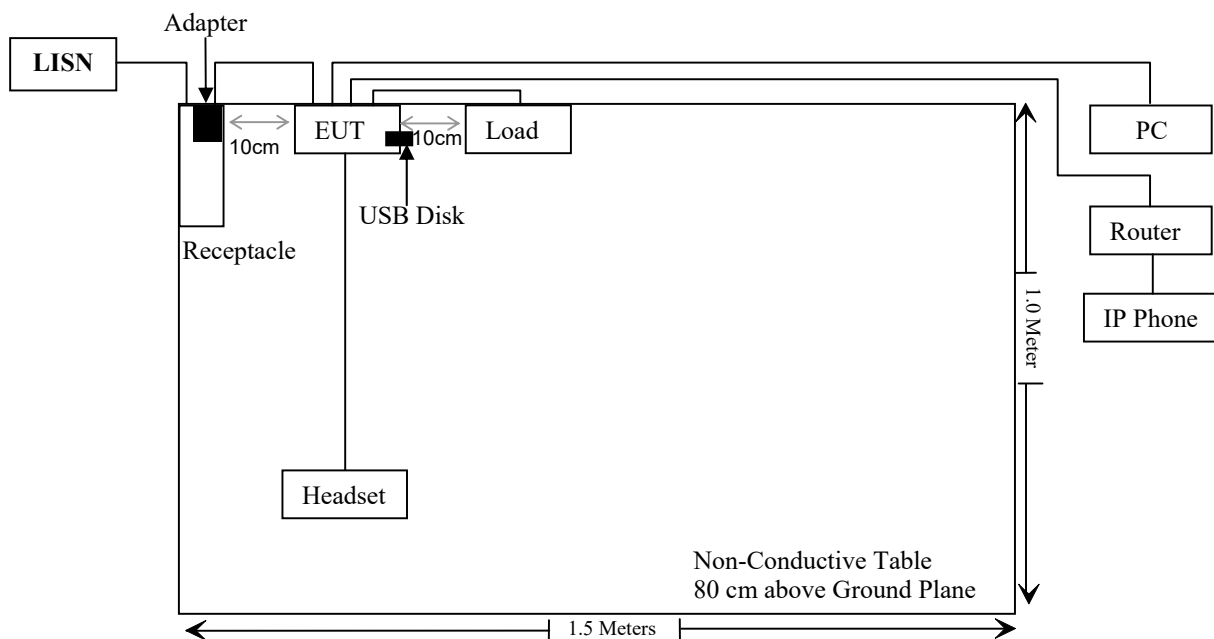 Adapter
LISN
EUT
Load
PC
10cm
10cm
USB Disk
Receptacle
Router
IP Phone
1.0 Meter
Headset
Non-Conductive Table
80 cm above Ground Plane
1.5 Meters